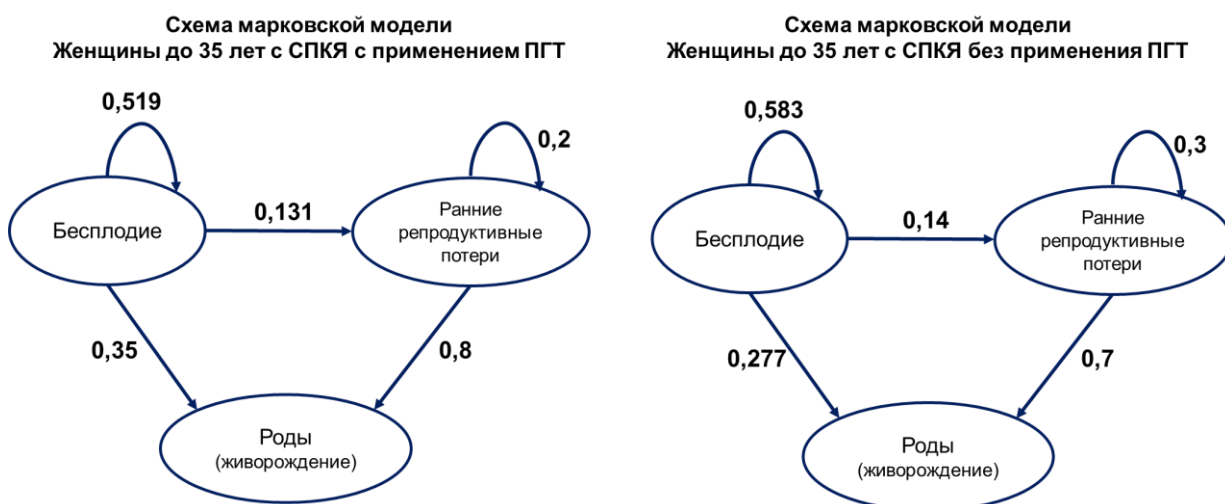 Схема марковской модели
Женщины до 35 лет с СПКЯ с применением ПГТ
0,519
0,2
Бесплодие
0,131
Ранние
репродуктивные
потери
0,35
0,8
Роды
(живорождение)
Схема марковской модели
Женщины до 35 лет с СПКЯ без применения ПГТ
0,583
0,3
Бесплодие
0,14
Ранние
репродуктивные
потери
0,277
0,7
Роды
(живорождение)